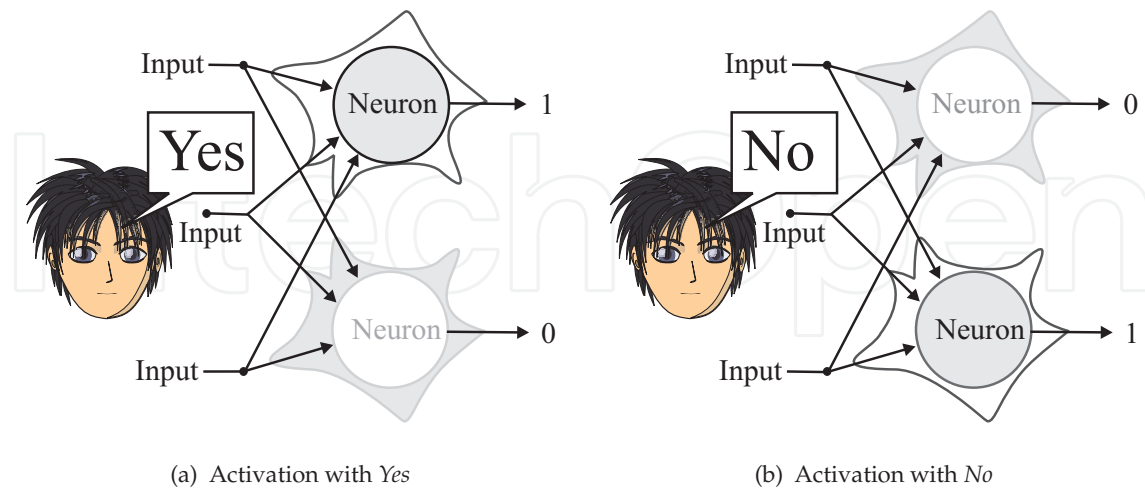 Input
Neuron
1
Yes
Input
Neuron
0
Input
(a) Activation with Yes
Input
Neuron
0
No
Input
Neuron
1
Input
(b) Activation with No
IntechOpen